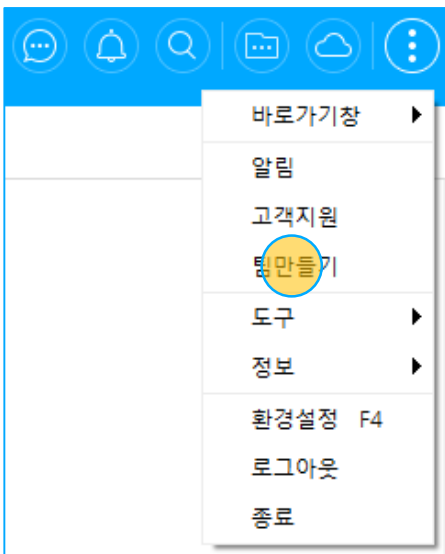 바로가기창
알림
고객지원
팀만들기
도구
정보
환경설정 F4
로그아웃
종료